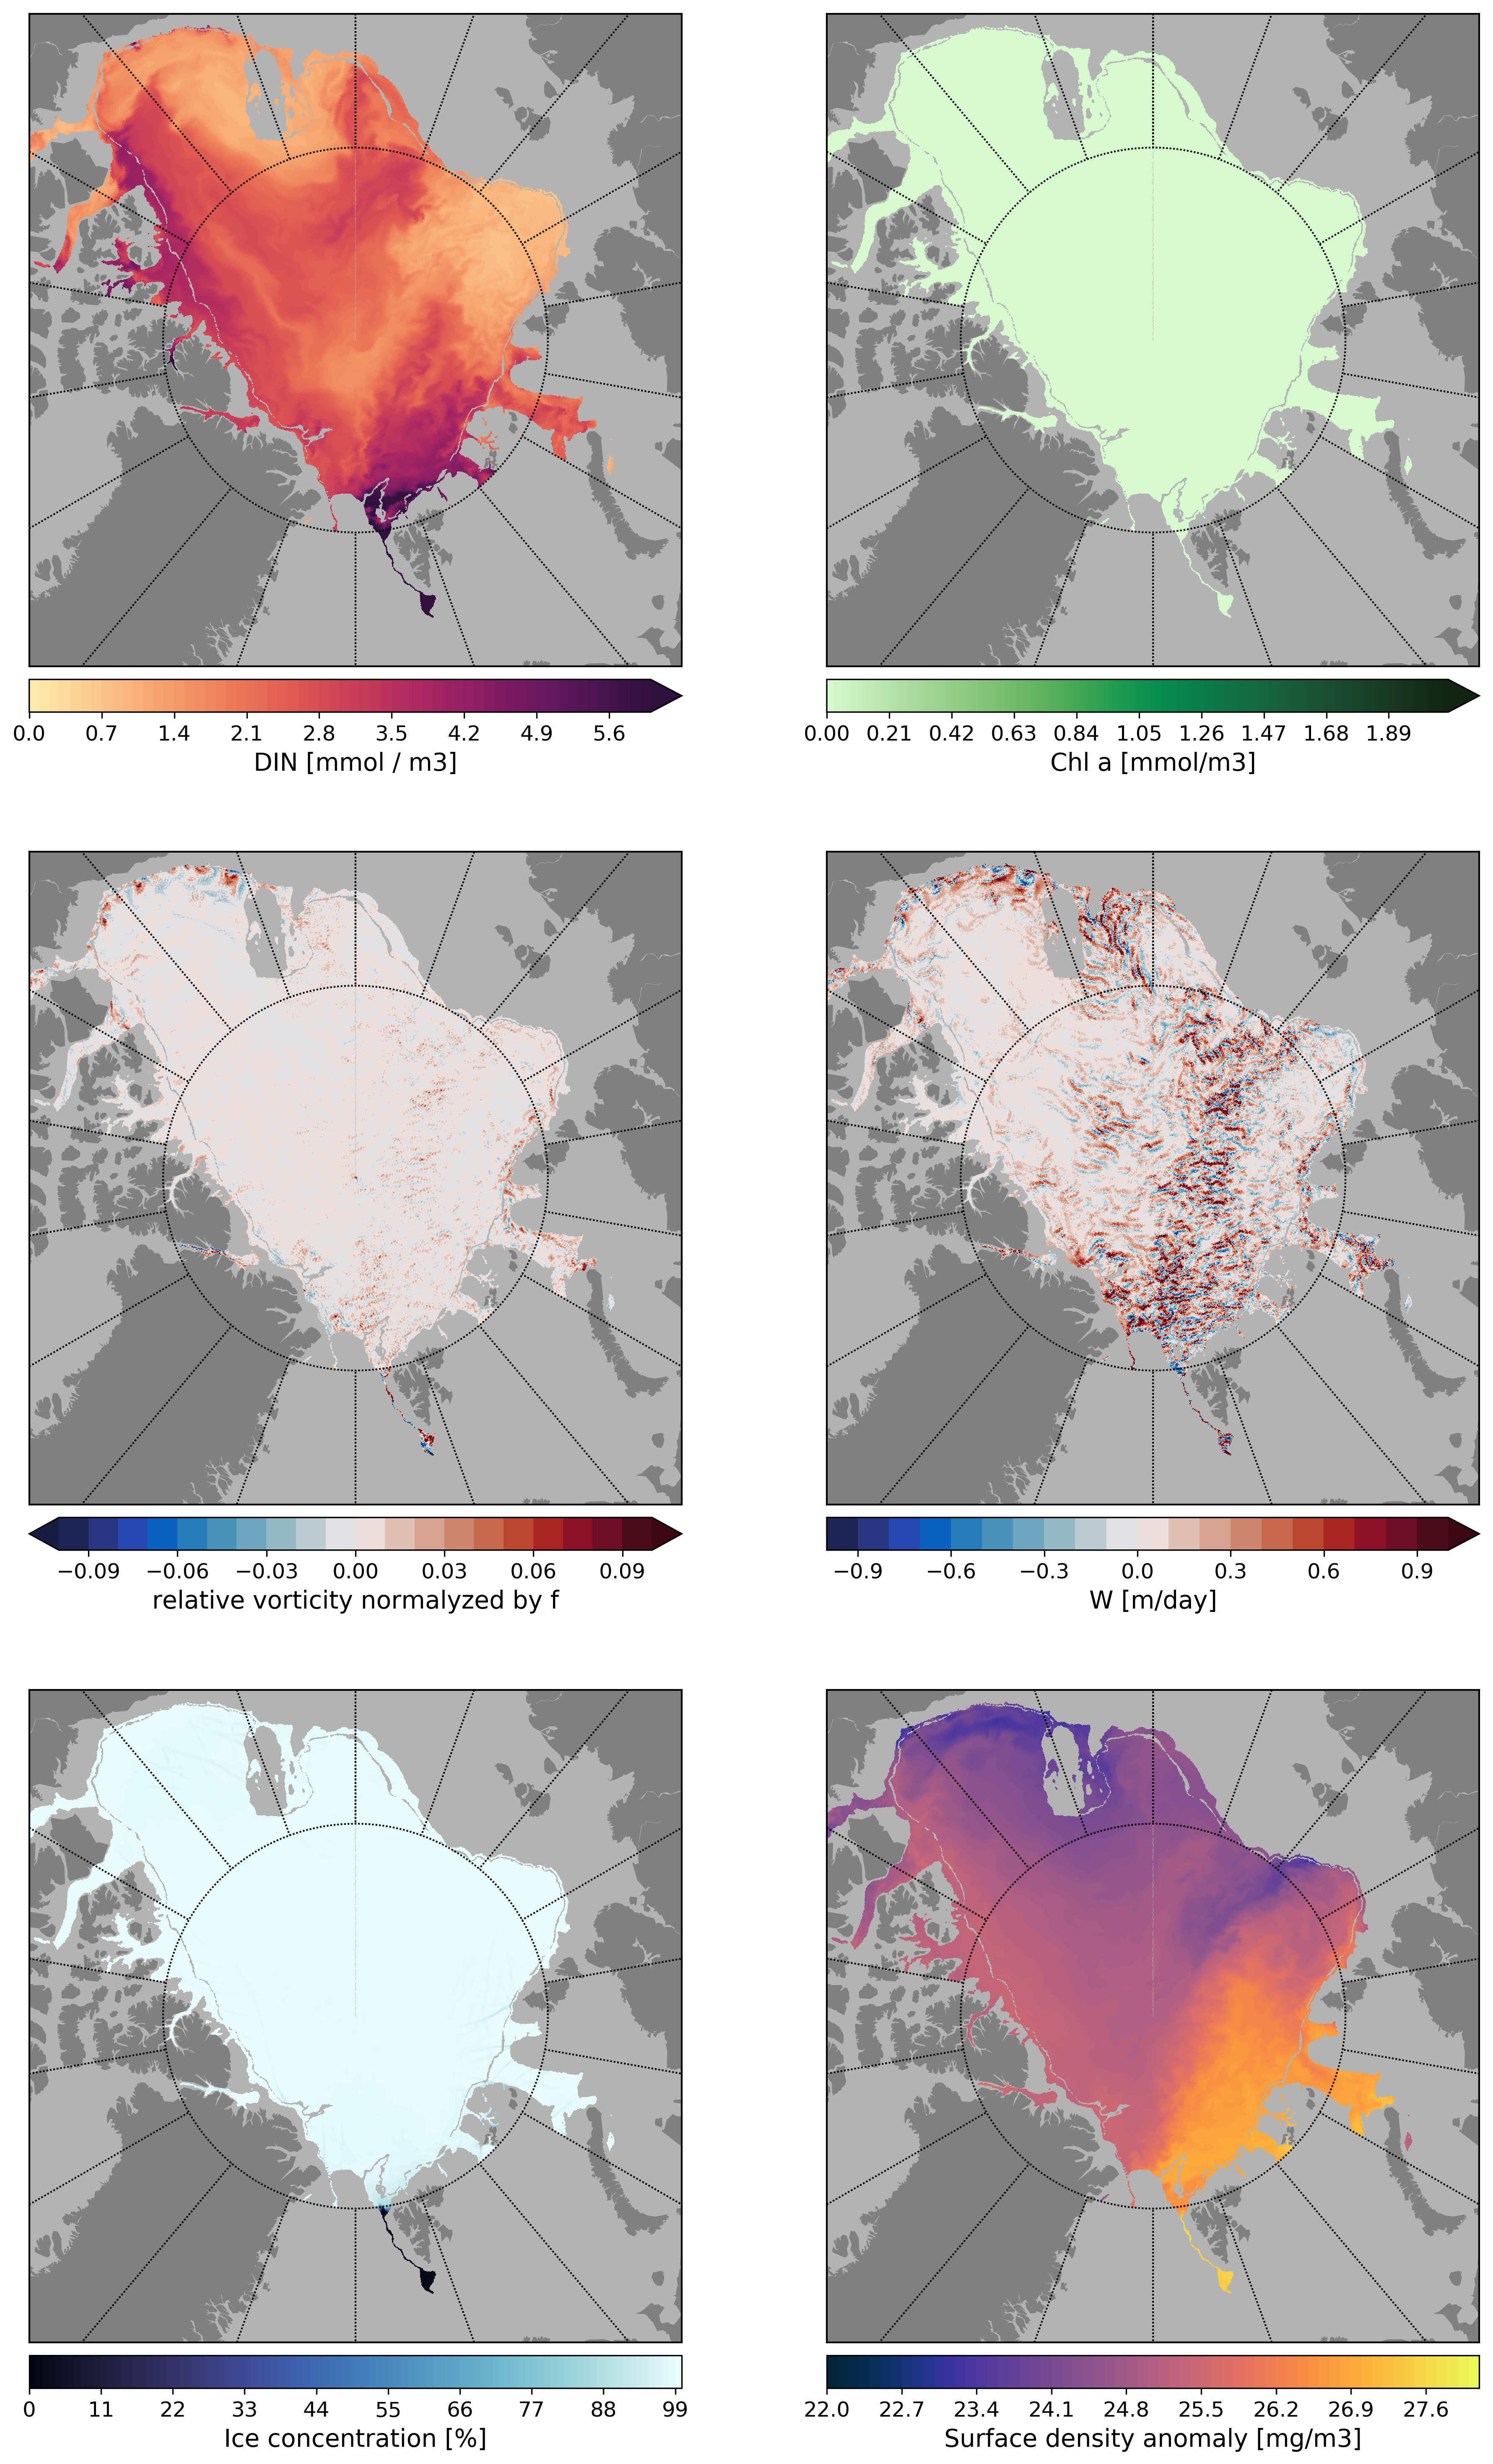 0.0 0.7 1.4 2.1 2.8 3.5 4.2 4.9 5.6
DIN [mmol / m3]
0.00 0.21 0.42 0.63 0.84 1.05 1.26 1.47 1.68 1.89
Chl a [mmol/m3]
−0.09 −0.06 −0.03 0.00 0.03 0.06 0.09
relative vorticity normalyzed by f
−0.9 −0.6 −0.3 0.0 0.3 0.6 0.9
W [m/day]
0 11 22 33 44 55 66 77 88 99
Ice concentration [%]
22.0 22.7 23.4 24.1 24.8 25.5 26.2 26.9 27.6
Surface density anomaly [mg/m3]